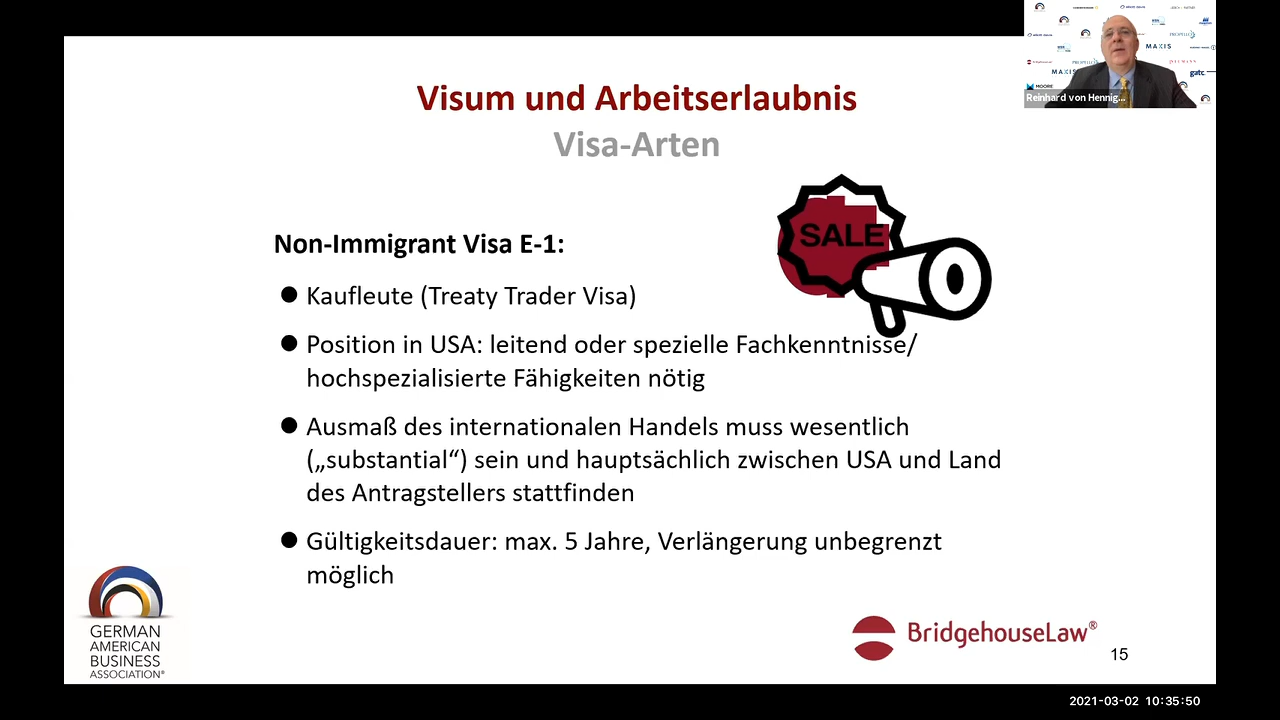 MAXIS
MAXIS
gatc
MOORE
Reinhard von Hennig...
Visum und Arbeitserlaubnis
Visa-Arten
SALE
Non-Immigrant Visa E-1:
● Kaufleute (Treaty Trader Visa)
● Position in USA: leitend oder spezielle Fachkenntnisse/
hochspezialisierte Fähigkeiten nötig
● Ausmaß des internationalen Handels muss wesentlich
(„substantial“) sein und hauptsächlich zwischen USA und Land
des Antragstellers stattfinden
● Gültigkeitsdauer: max. 5 Jahre, Verlängerung unbegrenzt
möglich
GERMAN
AMERICAN
BUSINESS
ASSOCIATION®
BridgehouseLaw®
15
2021-03-02 10:35:50